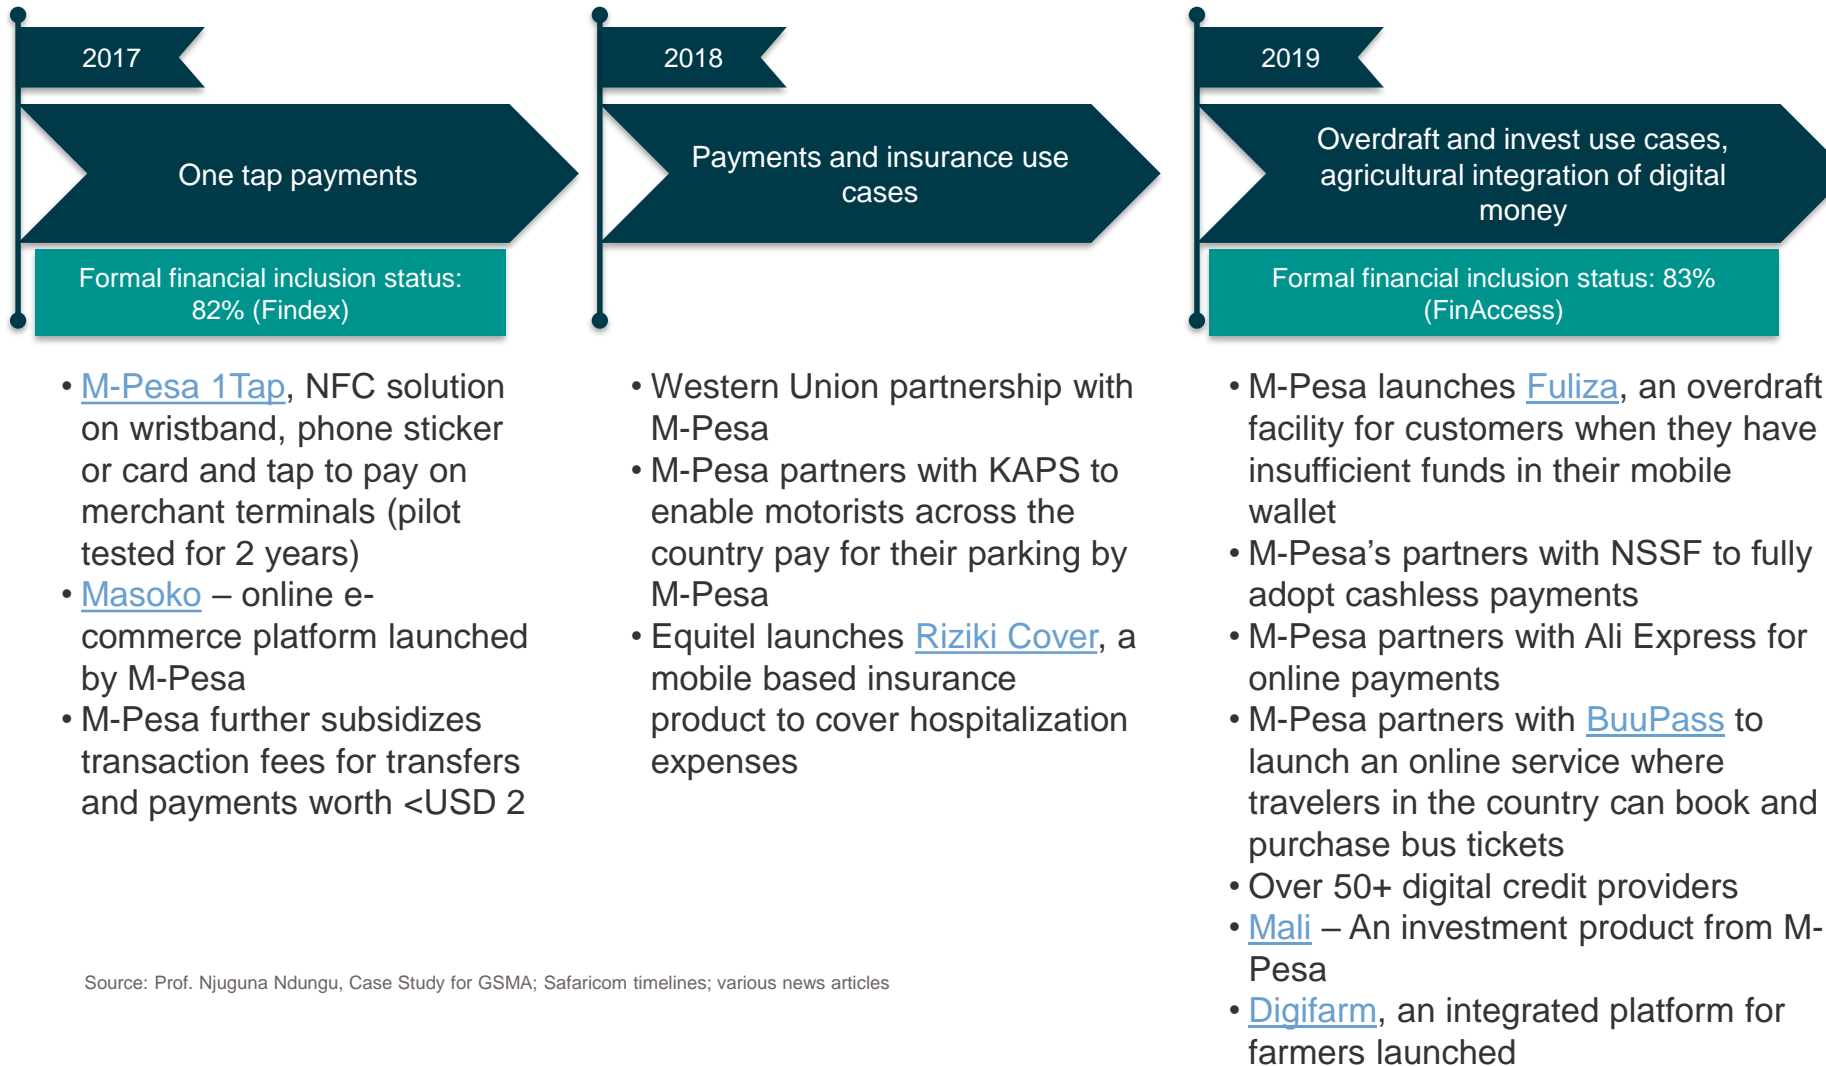 2017
One tap payments
Formal financial inclusion status:
82% (Findex)
• M-Pesa 1Tap, NFC solution
on wristband, phone sticker
or card and tap to pay on
merchant terminals (pilot
tested for 2 years)
• Masoko – online e-
commerce platform launched
by M-Pesa
• M-Pesa further subsidizes
transaction fees for transfers
and payments worth <USD 2
2018
Payments and insurance use
cases
• Western Union partnership with
M-Pesa
• M-Pesa partners with KAPS to
enable motorists across the
country pay for their parking by
M-Pesa
• Equitel launches Riziki Cover, a
mobile based insurance
product to cover hospitalization
expenses
2019
Overdraft and invest use cases,
agricultural integration of digital
money
Formal financial inclusion status: 83%
(FinAccess)
• M-Pesa launches Fuliza, an overdraft
facility for customers when they have
insufficient funds in their mobile
wallet
• M-Pesa’s partners with NSSF to fully
adopt cashless payments
• M-Pesa partners with Ali Express for
online payments
• M-Pesa partners with BuuPass to
launch an online service where
travelers in the country can book and
purchase bus tickets
• Over 50+ digital credit providers
• Mali – An investment product from M-
Pesa
• Digifarm, an integrated platform for
farmers launched
Source: Prof. Njuguna Ndungu, Case Study for GSMA; Safaricom timelines; various news articles